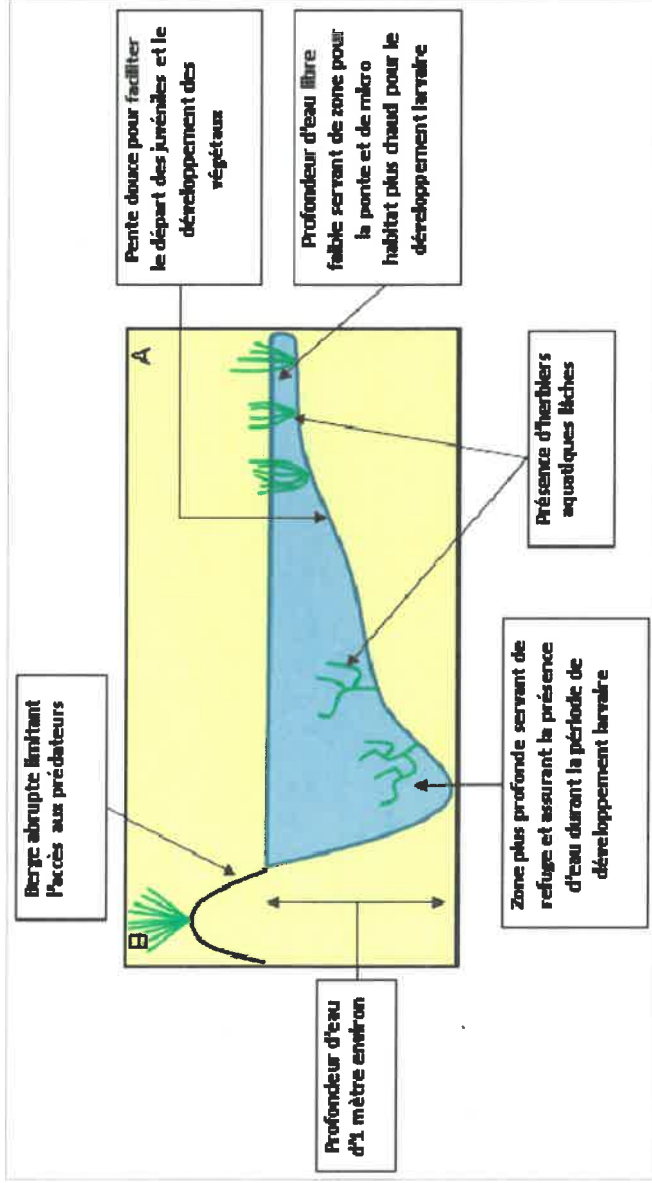 Berge abrupte limitant
l'accès aux prédateurs
Pente douce pour faciliter
le départ des juvéniles et le
développement des
végétaux
B
A
Profondeur d'eau
d'1 mètre environ
Profondeur d'eau libre
faible servant de zone pour
la ponte et de micro
habitat plus chaud pour le
développement larvaire
Zone plus profonde servant de
refuge et assurant la présence
d'eau durant la période de
développement larvaire
Présence d'herbiers
aquatiques lâches